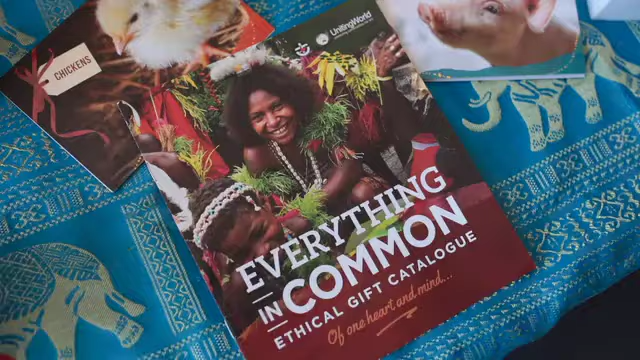 CHICKENS
UnitingWorld
EVERYTHING
IN COMMON
ETHICAL GIFT CATALOGUE
Of one heart and mind...